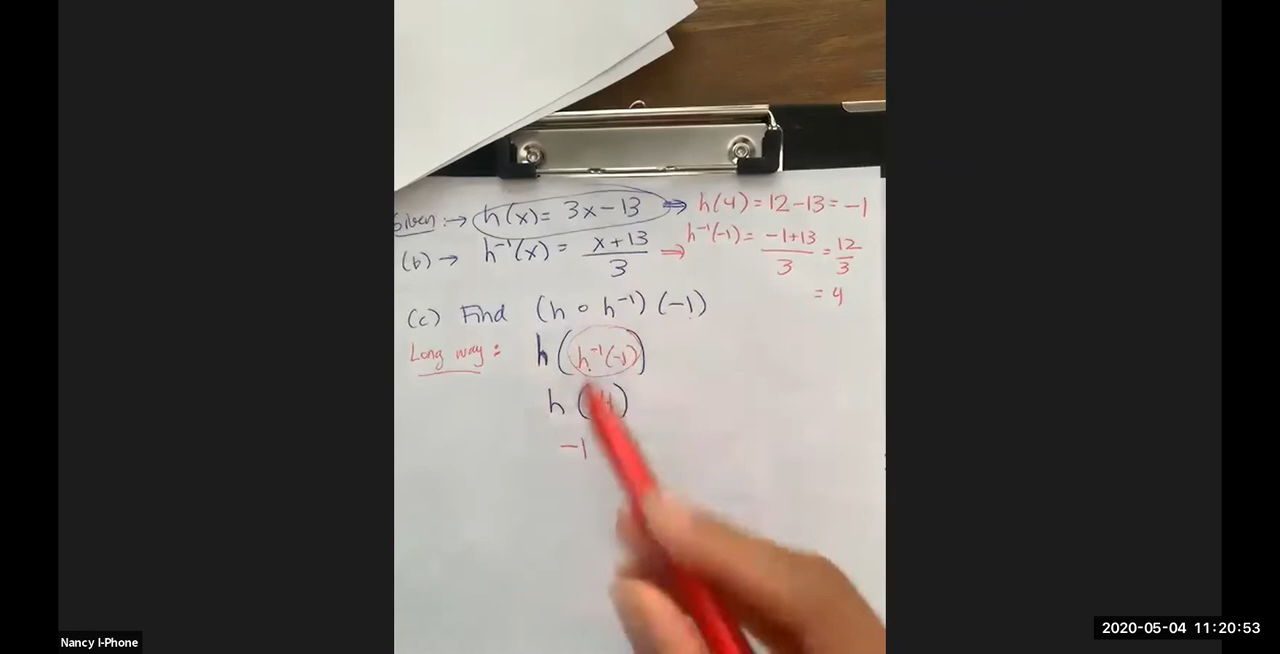 Given :→ h(x) = 3x-13 ⇒ h(4) = 12-13 = -1
(b) → h⁻¹(x) = x+13/3 ⇒ h⁻¹(-1) = -1+13/3 = 12/3
= 4
(c) Find (h ∘ h⁻¹)(-1)
Long way: h(h⁻¹(-1))
h(4)
-1
Nancy I-Phone
2020-05-04 11:20:53